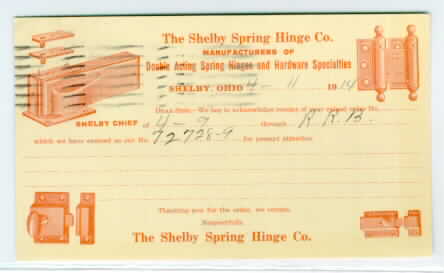 The Shelby Spring Hinge Co.
MANUFACTURERS OF
Double Acting Spring Hinges and Hardware Specialties
SHELBY, OHIO 4-11 1914
SHELBY CHIEF
Dear Sirs:—We beg to acknowledge receipt of your valued order No.
of 4-9 through R.R.B.
which we have entered as our No. 72728-9 for prompt attention.
Thanking you for the order, we remain,
Respectfully,
The Shelby Spring Hinge Co.